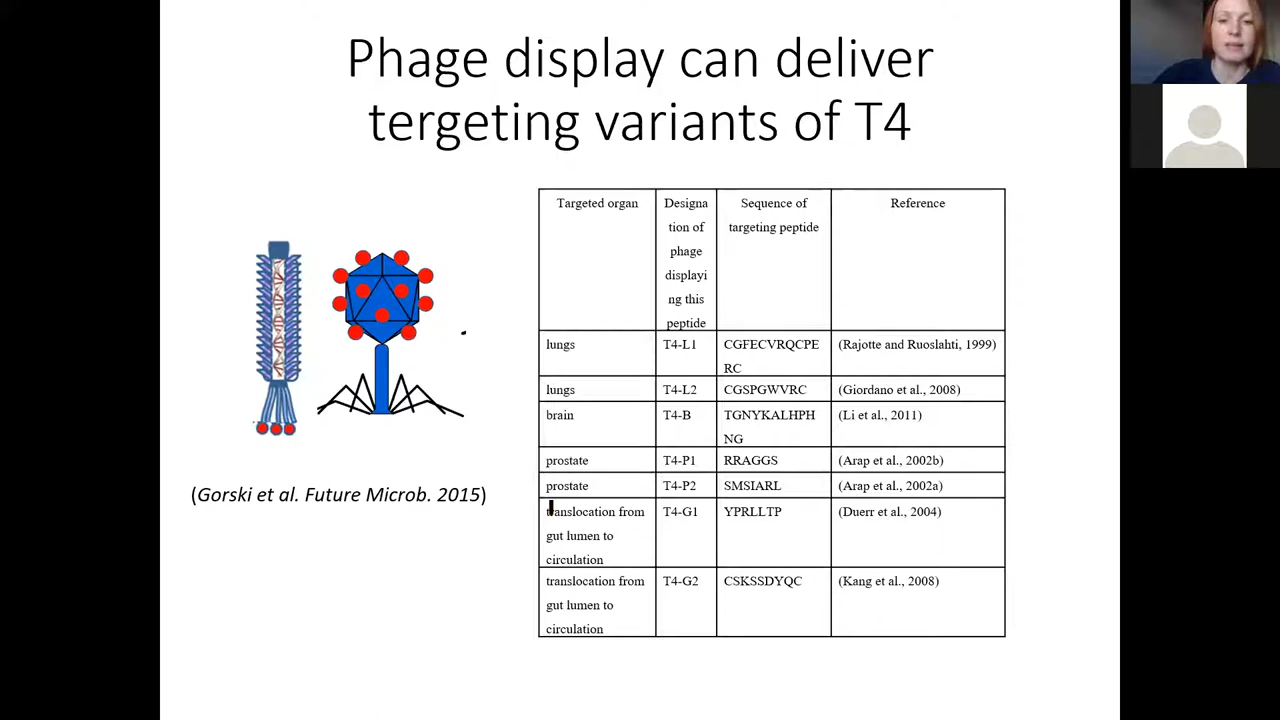 Phage display can deliver
tergeting variants of T4
Targeted organ
Designa
tion of
phage
displayi
ng this
peptide
Sequence of
targeting peptide
Reference
lungs
T4-L1
CGFECVRQCPE
RC
(Rajotte and Ruoslahti, 1999)
lungs
T4-L2
CGSPGWVRC
(Giordano et al., 2008)
brain
T4-B
TGNYKALHPH
NG
(Li et al., 2011)
prostate
T4-P1
RRAGGS
(Arap et al., 2002b)
prostate
T4-P2
SMSIARL
(Arap et al., 2002a)
translocation from
gut lumen to
circulation
T4-G1
YPRLLTP
(Duerr et al., 2004)
translocation from
gut lumen to
circulation
T4-G2
CSKSSDYQC
(Kang et al., 2008)
(Gorski et al. Future Microb. 2015)